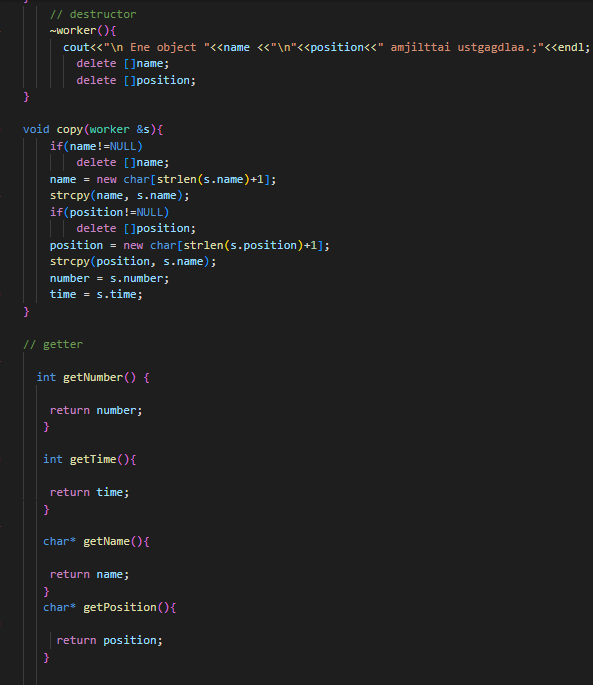 }
// destructor
~worker(){
cout<<"\n Ene object "<<name <<"\n"<<position<<" amjilttai ustgagdlaa.;"<<endl;
delete []name;
delete []position;
}
void copy(worker &s){
if(name!=NULL)
delete []name;
name = new char[strlen(s.name)+1];
strcpy(name, s.name);
if(position!=NULL)
delete []position;
position = new char[strlen(s.position)+1];
strcpy(position, s.name);
number = s.number;
time = s.time;
}
// getter
int getNumber() {
return number;
}
int getTime(){
return time;
}
char* getName(){
return name;
}
char* getPosition(){
return position;
}